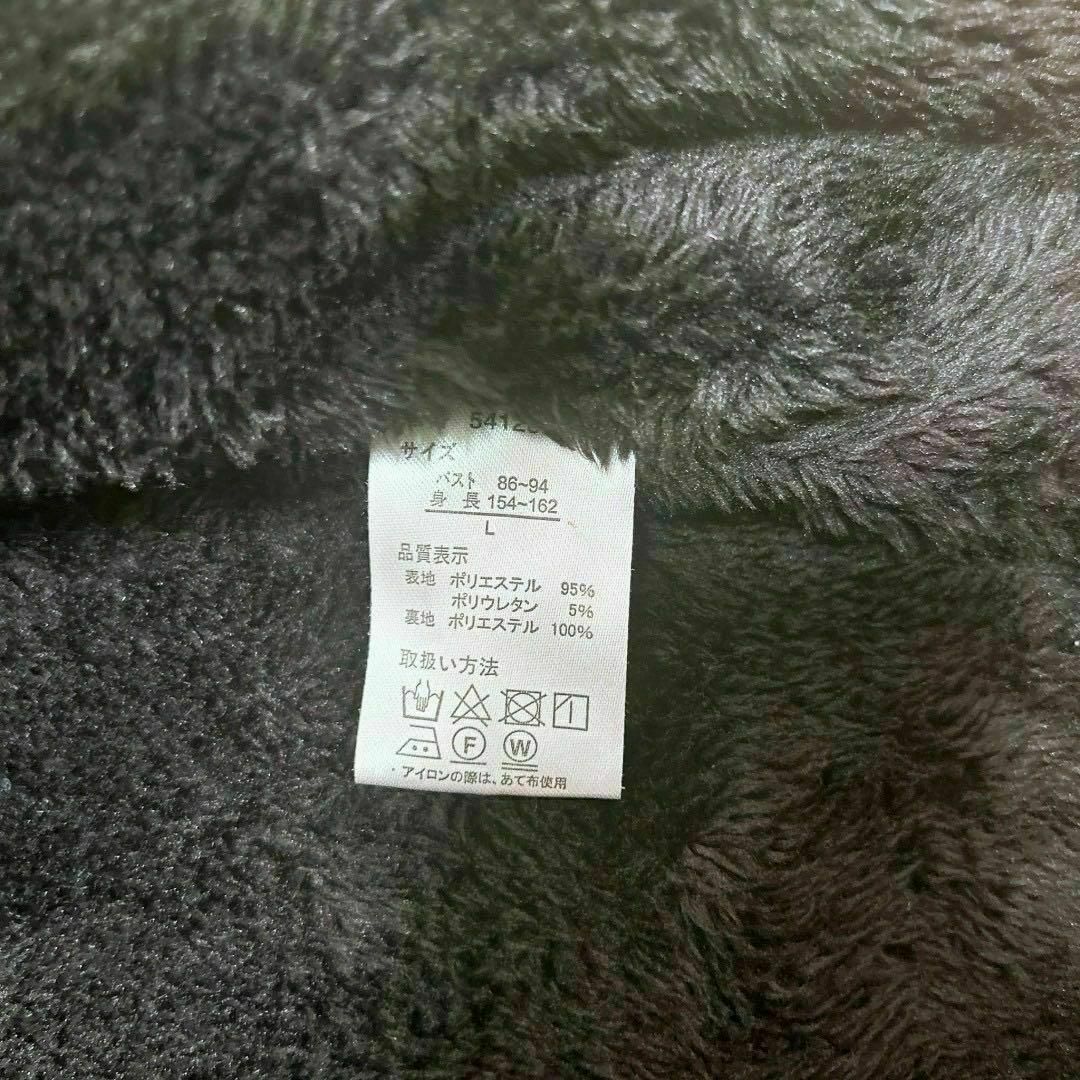 サイズ
バスト 86~94
身 長 154~162
L
品質表示
表地 ポリエステル 95%
ポリウレタン 5%
裏地 ポリエステル 100%
取扱い方法
F W
・アイロンの際は、あて布使用